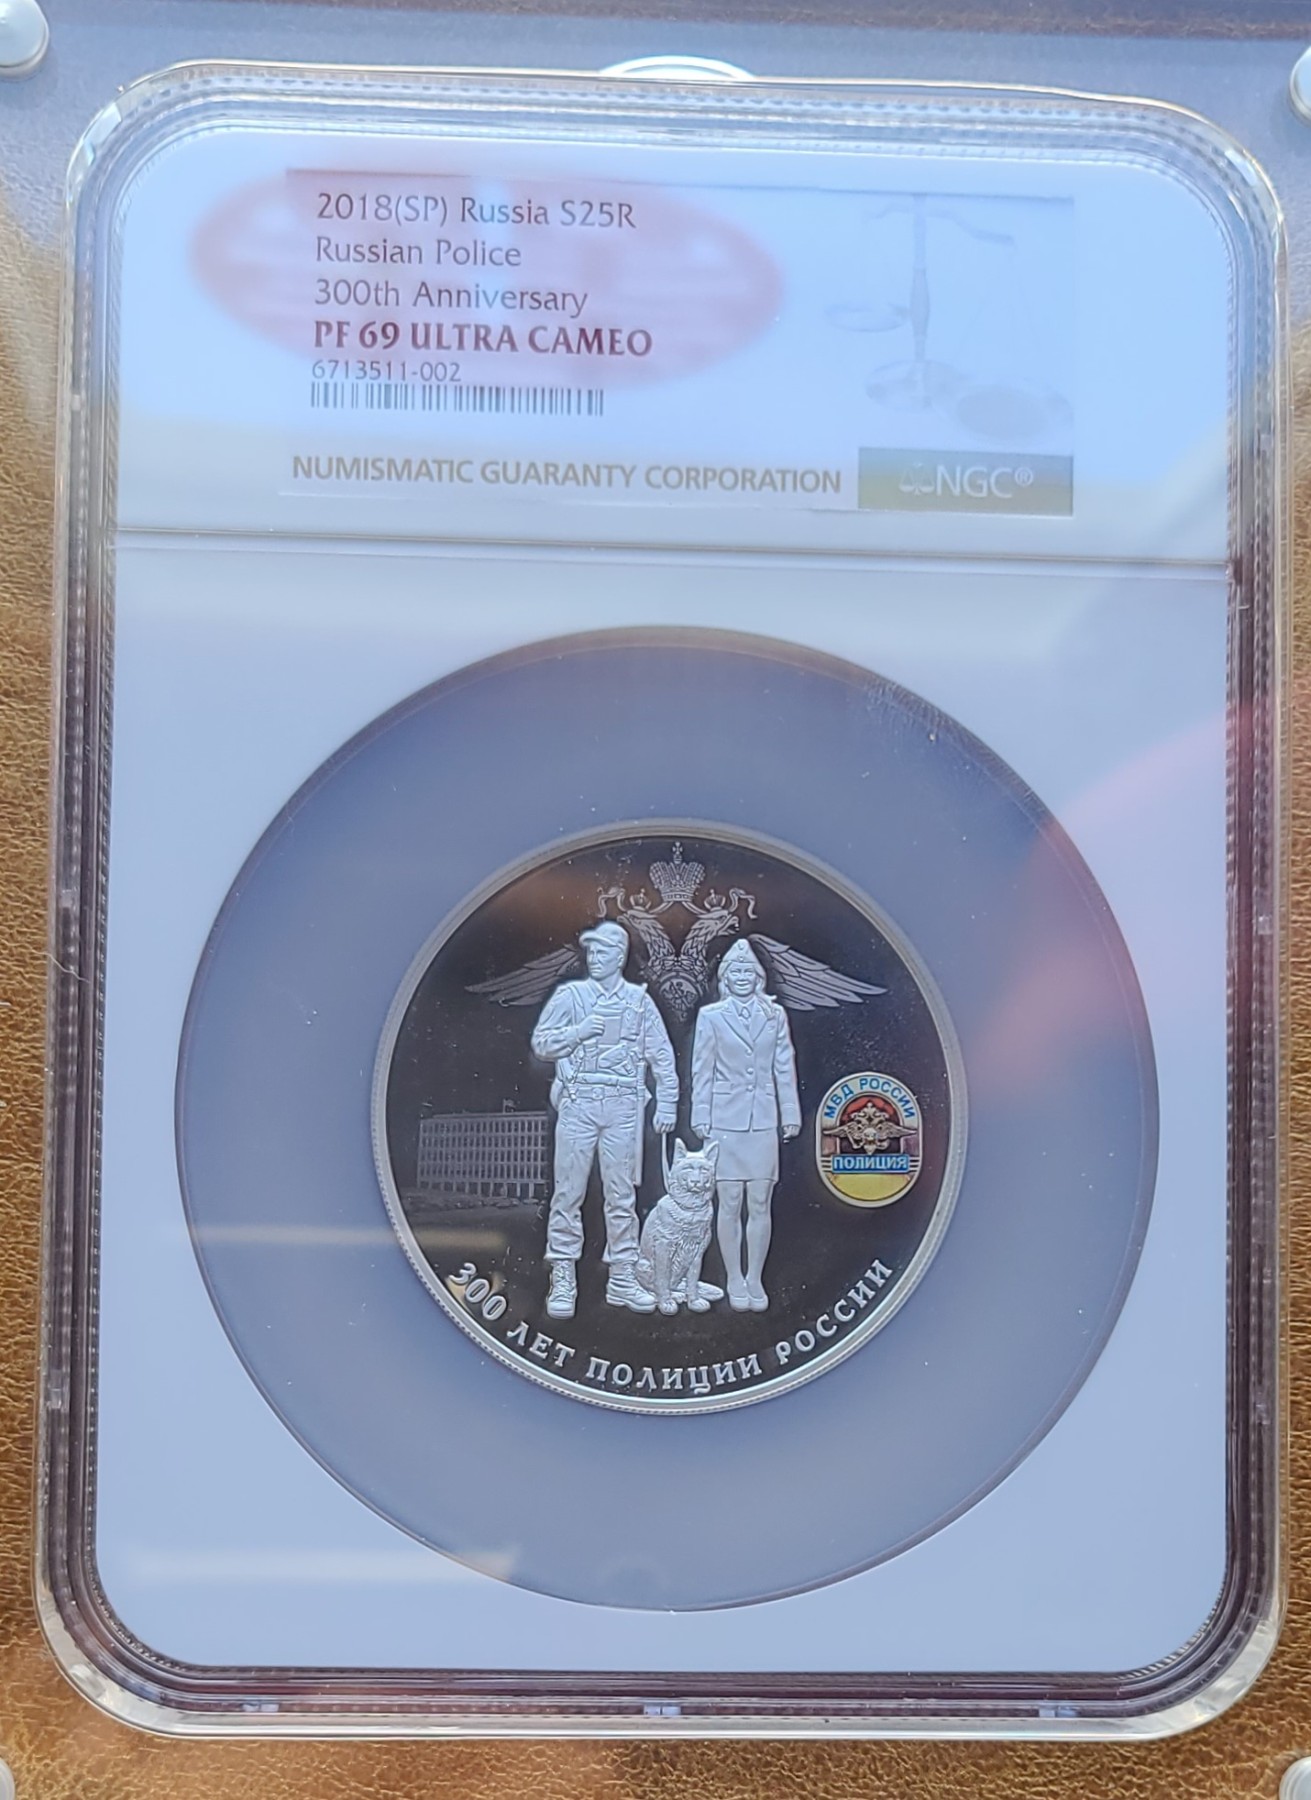 2018(SP) Russia S25R
Russian Police
300th Anniversary
PF 69 ULTRA CAMEO
6713511-002
NUMISMATIC GUARANTY CORPORATION
NGC®
МВД РОССИИ
ПОЛИЦИЯ
300 ЛЕТ ПОЛИЦИИ РОССИИ